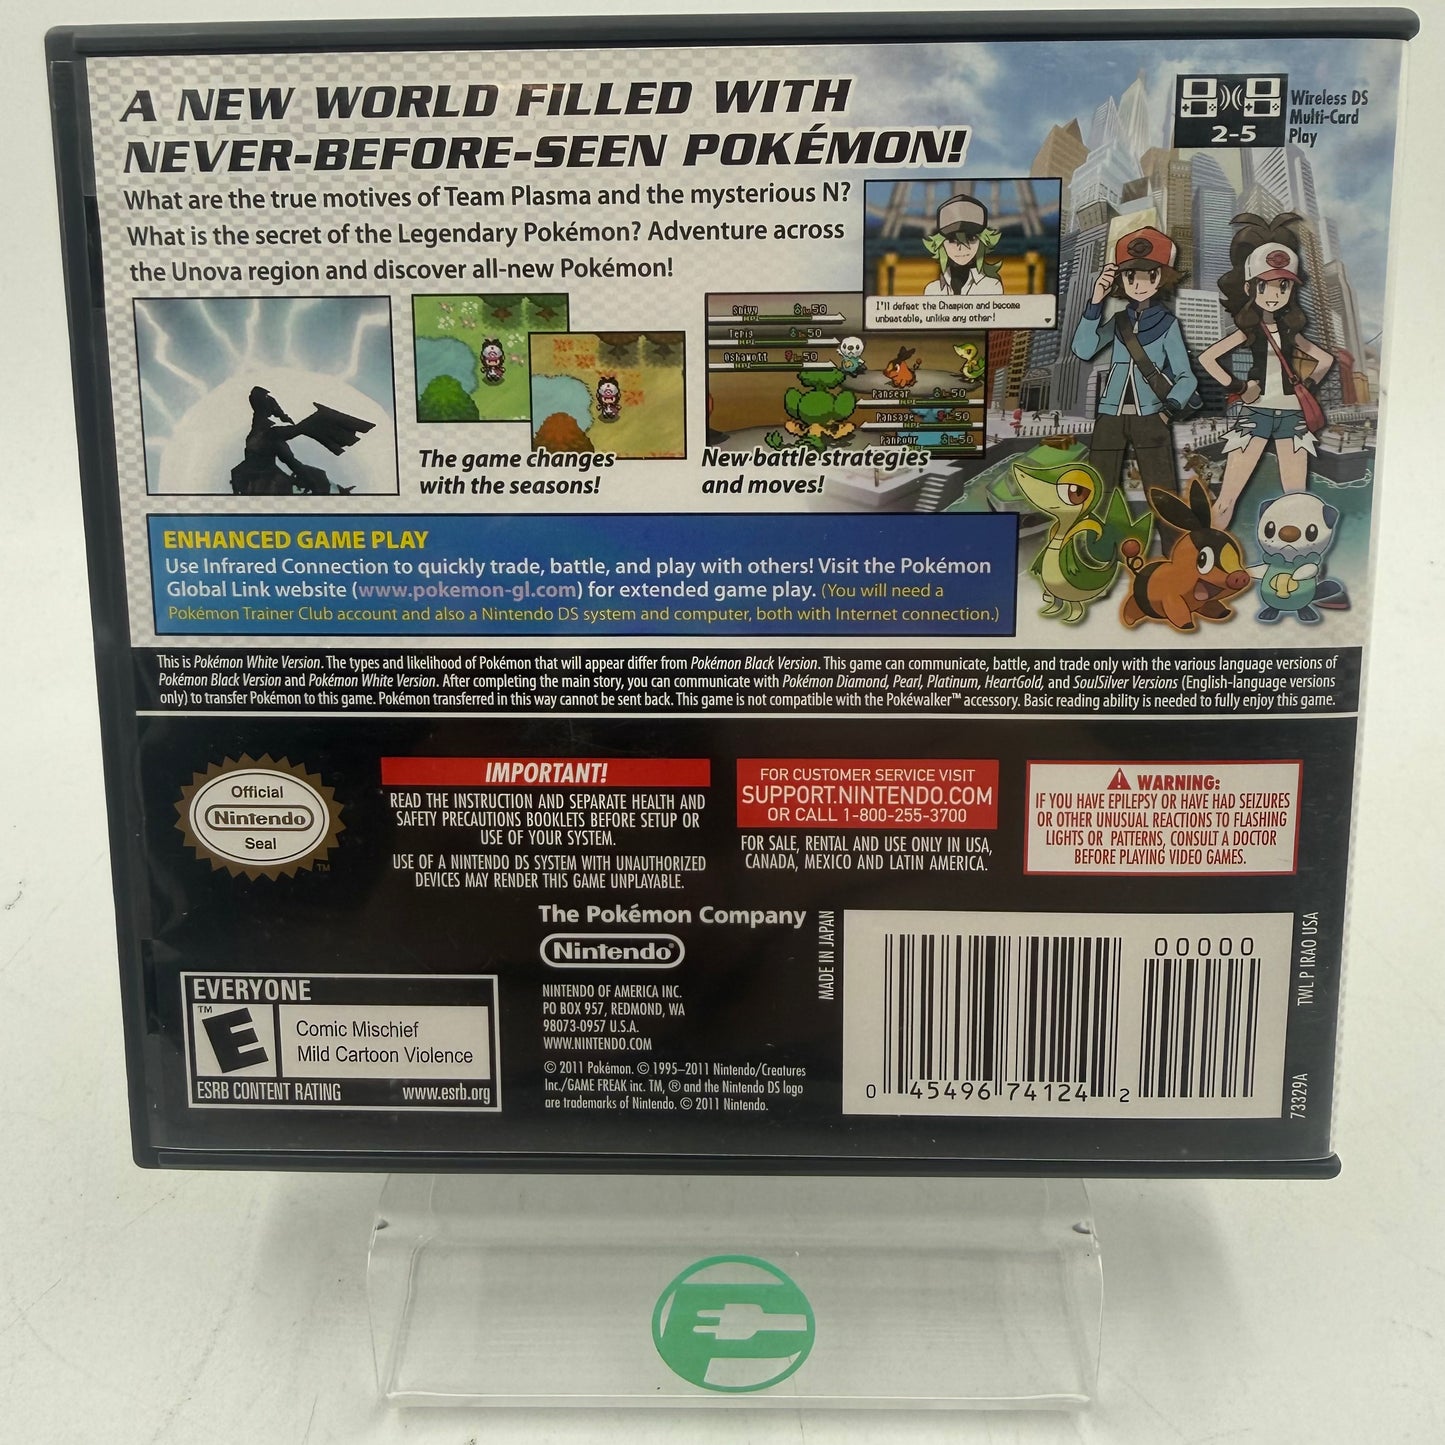 A NEW WORLD FILLED WITH
NEVER-BEFORE-SEEN POKÉMON!
What are the true motives of Team Plasma and the mysterious N?
What is the secret of the Legendary Pokémon? Adventure across
the Unova region and discover all-new Pokémon!
2-5
Wireless DS
Multi-Card
Play
I'll defeat the Champion and become
unbeatable, unlike any other!
Snivy Lv50
Tepig Lv50
Oshawott Lv50
Pansear Lv50
Pansage Lv50
Panpour Lv50
The game changes
with the seasons!
New battle strategies
and moves!
ENHANCED GAME PLAY
Use Infrared Connection to quickly trade, battle, and play with others! Visit the Pokémon
Global Link website (www.pokemon-gl.com) for extended game play. (You will need a
Pokémon Trainer Club account and also a Nintendo DS system and computer, both with Internet connection.)
This is Pokémon White Version. The types and likelihood of Pokémon that will appear differ from Pokémon Black Version. This game can communicate, battle, and trade only with the various language versions of
Pokémon Black Version and Pokémon White Version. After completing the main story, you can communicate with Pokémon Diamond, Pearl, Platinum, HeartGold, and SoulSilver Versions (English-language versions
only) to transfer Pokémon to this game. Pokémon transferred in this way cannot be sent back. This game is not compatible with the Pokéwalker™ accessory. Basic reading ability is needed to fully enjoy this game.
Official
Nintendo
Seal
TM
IMPORTANT!
READ THE INSTRUCTION AND SEPARATE HEALTH AND
SAFETY PRECAUTIONS BOOKLETS BEFORE SETUP OR
USE OF YOUR SYSTEM.
USE OF A NINTENDO DS SYSTEM WITH UNAUTHORIZED
DEVICES MAY RENDER THIS GAME UNPLAYABLE.
FOR CUSTOMER SERVICE VISIT
SUPPORT.NINTENDO.COM
OR CALL 1-800-255-3700
FOR SALE, RENTAL AND USE ONLY IN USA,
CANADA, MEXICO AND LATIN AMERICA.
WARNING:
IF YOU HAVE EPILEPSY OR HAVE HAD SEIZURES
OR OTHER UNUSUAL REACTIONS TO FLASHING
LIGHTS OR PATTERNS, CONSULT A DOCTOR
BEFORE PLAYING VIDEO GAMES.
The Pokémon Company
Nintendo®
NINTENDO OF AMERICA INC.
PO BOX 957, REDMOND, WA
98073-0957 U.S.A.
WWW.NINTENDO.COM
© 2011 Pokémon. © 1995–2011 Nintendo/Creatures
Inc./GAME FREAK inc. TM, ® and the Nintendo DS logo
are trademarks of Nintendo. © 2011 Nintendo.
EVERYONE
TM
E
Comic Mischief
Mild Cartoon Violence
ESRB CONTENT RATING www.esrb.org
MADE IN JAPAN
00000
0 45496 74124 2
TWL P IRAO USA
73329A